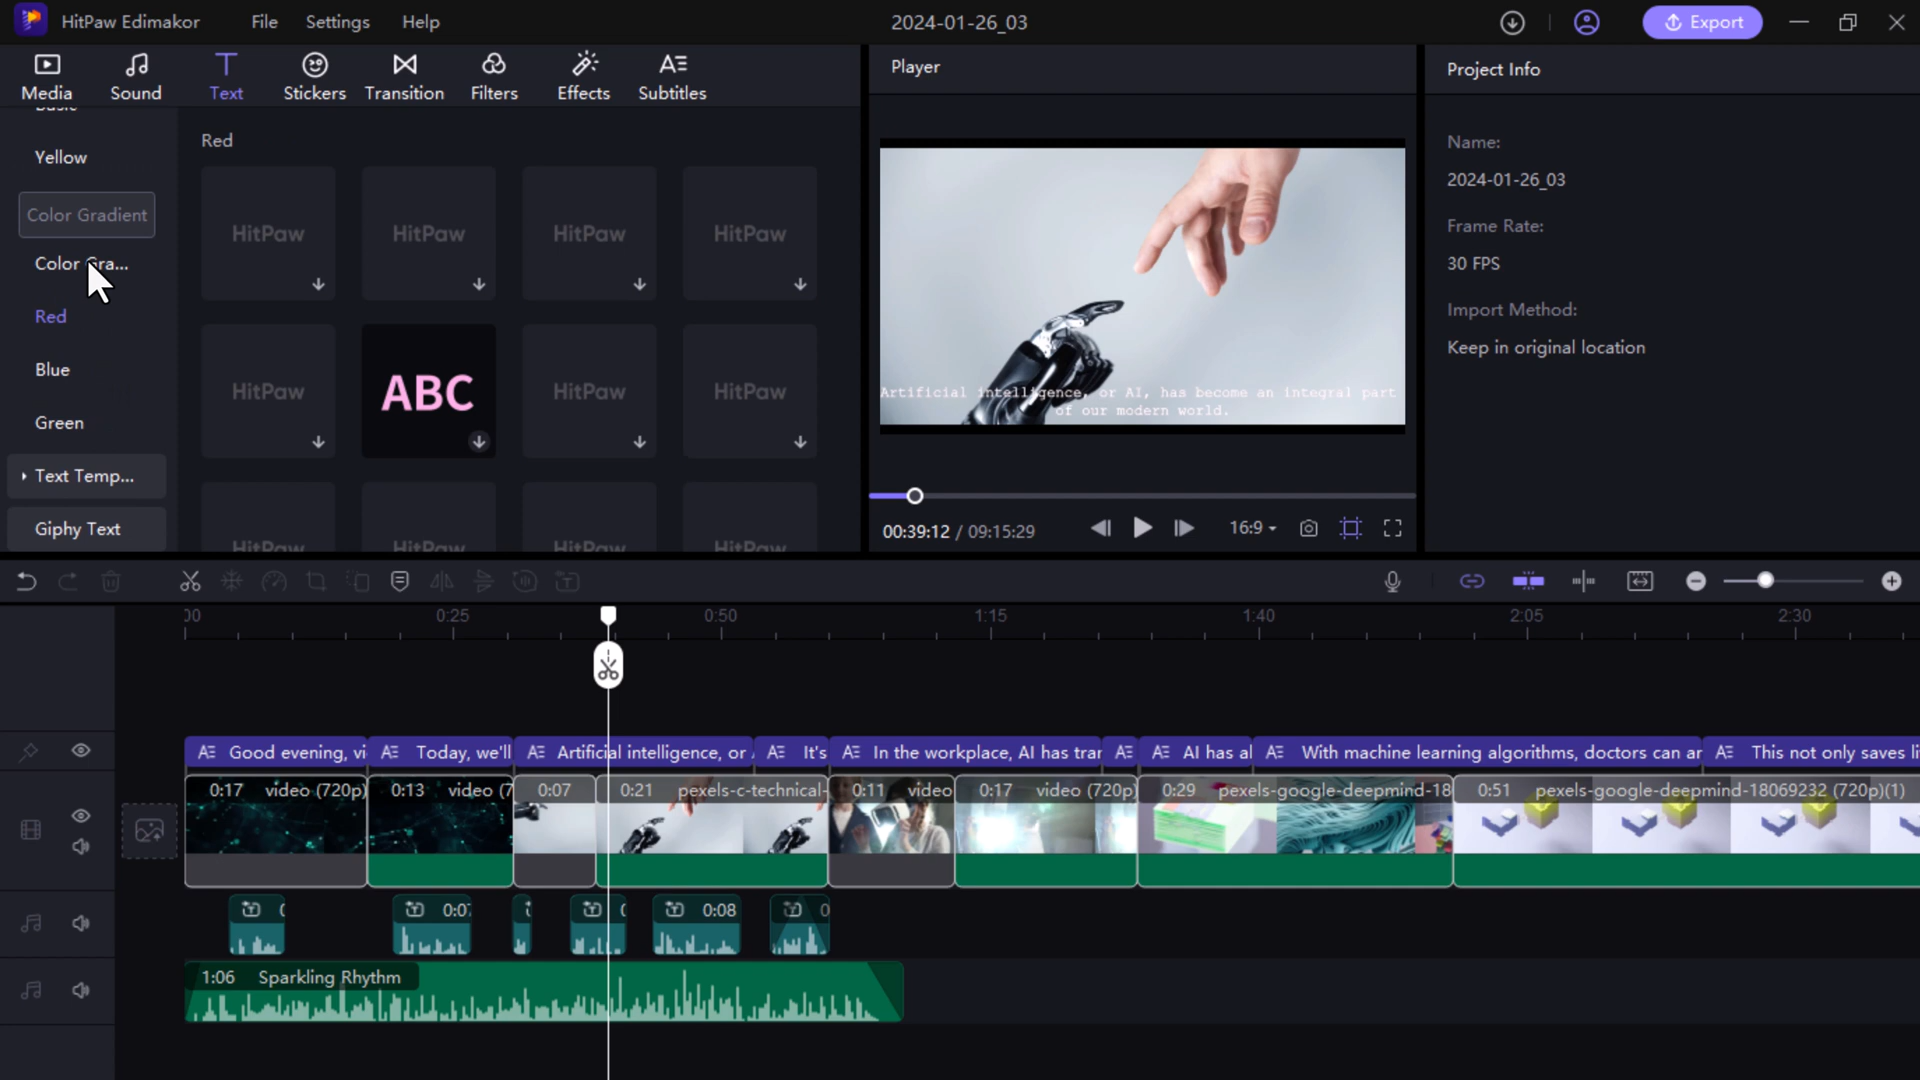 HitPaw Edimakor
File
Settings
Help
2024-01-26_03
Export
Media
Sound
Text
Stickers
Transition
Filters
Effects
Subtitles
Player
Project Info
Basic
Yellow
Color Gradient
Color Gra...
Red
Blue
Green
Text Temp...
Giphy Text
Red
HitPaw
HitPaw
HitPaw
HitPaw
HitPaw
ABC
HitPaw
HitPaw
HitPaw
HitPaw
HitPaw
HitPaw
Artificial intelligence, or AI, has become an integral part
of our modern world.
00:39:12 / 09:15:29
16:9
Name:
2024-01-26_03
Frame Rate:
30 FPS
Import Method:
Keep in original location
00
0:25
0:50
1:15
1:40
2:05
2:30
Good evening, vi
Today, we'll
Artificial intelligence, or
It's
In the workplace, AI has tran
AI has al
With machine learning algorithms, doctors can ar
This not only saves li
0:17 video (720p)
0:13 video (7
0:07
0:21 pexels-c-technical-
0:11 video
0:17 video (720p)
0:29 pexels-google-deepmind-18
0:51 pexels-google-deepmind-18069232 (720p)(1)
0:07
0:08
0
1:06 Sparkling Rhythm